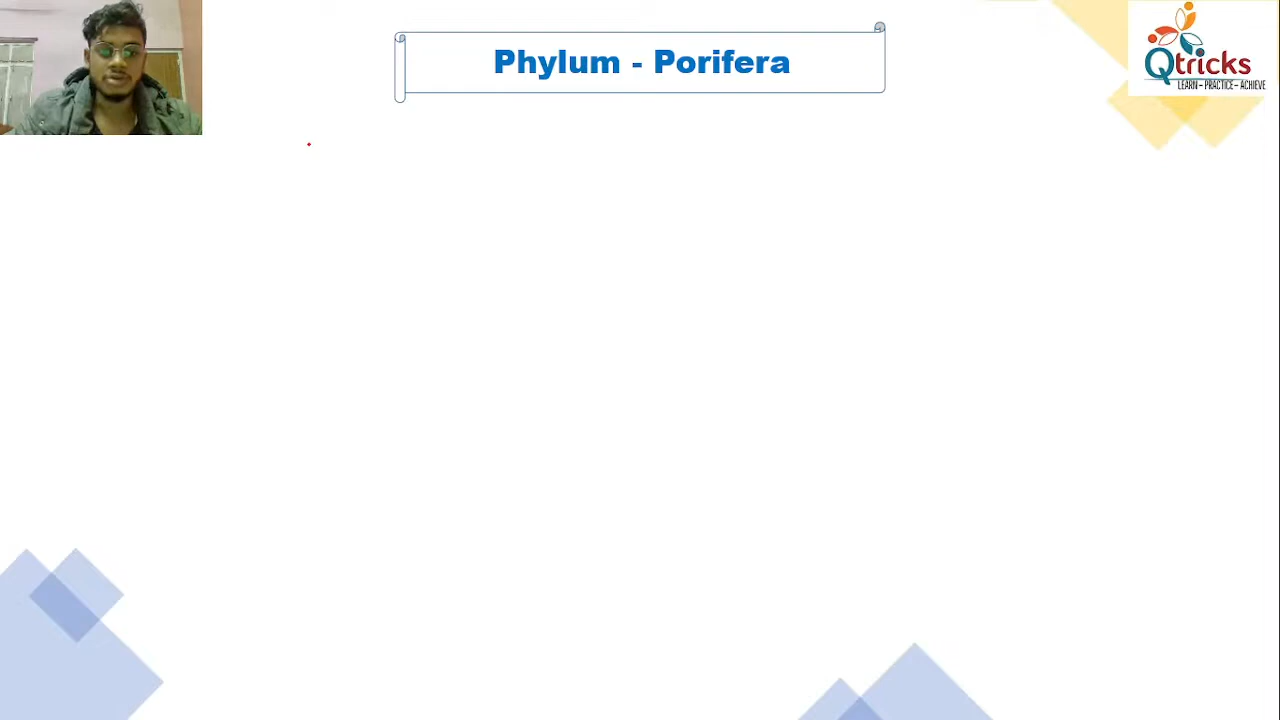 Phylum - Porifera
Qtricks
LEARN – PRACTICE – ACHIEVE